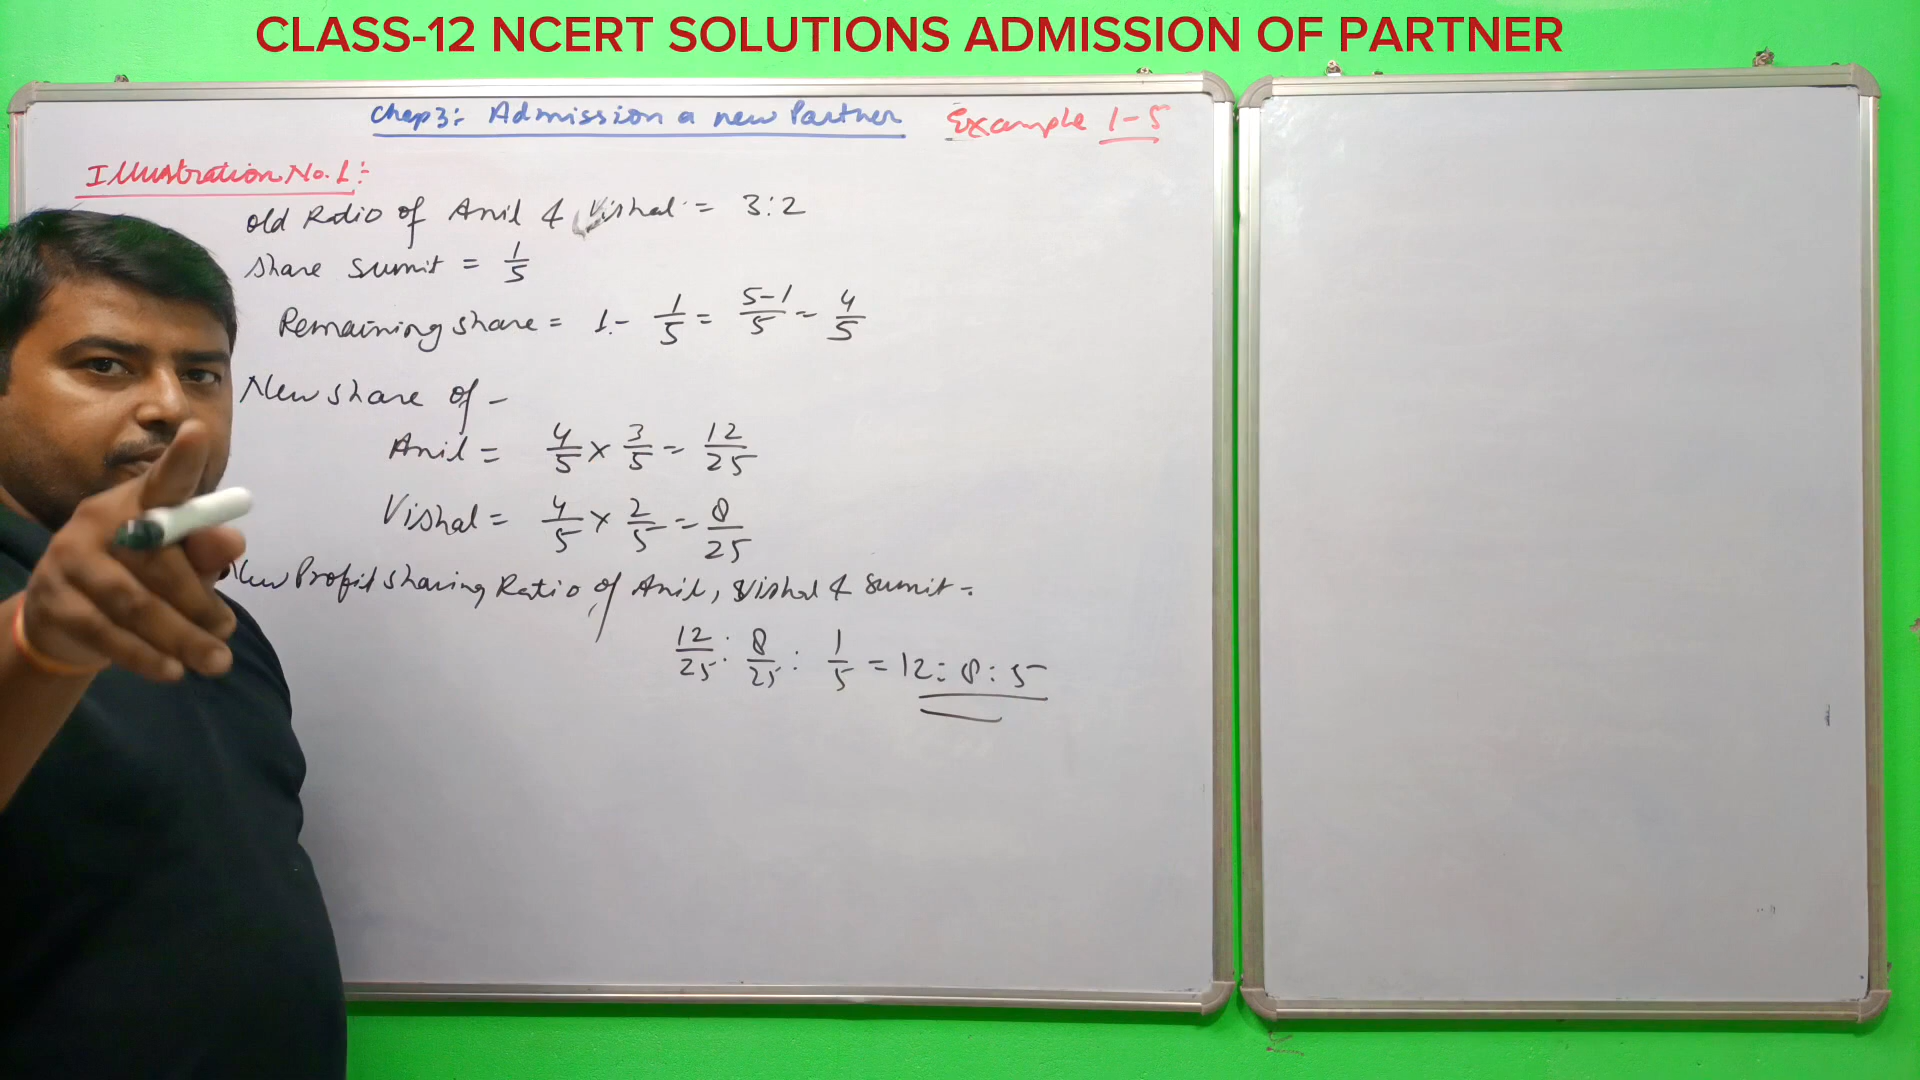 CLASS-12 NCERT SOLUTIONS ADMISSION OF PARTNER
Chap 3:- Admission a new Partner Example 1-5
Illustration No. 1:-
old Ratio of Anil & Vishal = 3:2
share sumit = 1/5
Remaining share = 1 - 1/5 = 5-1/5 = 4/5
New share of -
Anil = 4/5 × 3/5 = 12/25
Vishal = 4/5 × 2/5 = 8/25
New Profit sharing Ratio of Anil, Vishal & sumit =
12/25 : 8/25 : 1/5 = 12:8:5